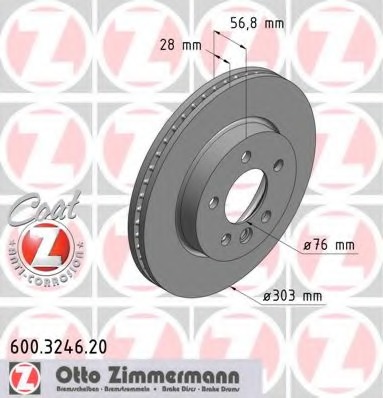 56,8 mm
28 mm
Coat
Z
ANTI-CORROSION
ø76 mm
ø303 mm
600.3246.20
Z
Otto Zimmermann
Bremsscheiben - Bremstrommeln • Brake Discs - Brake Drums